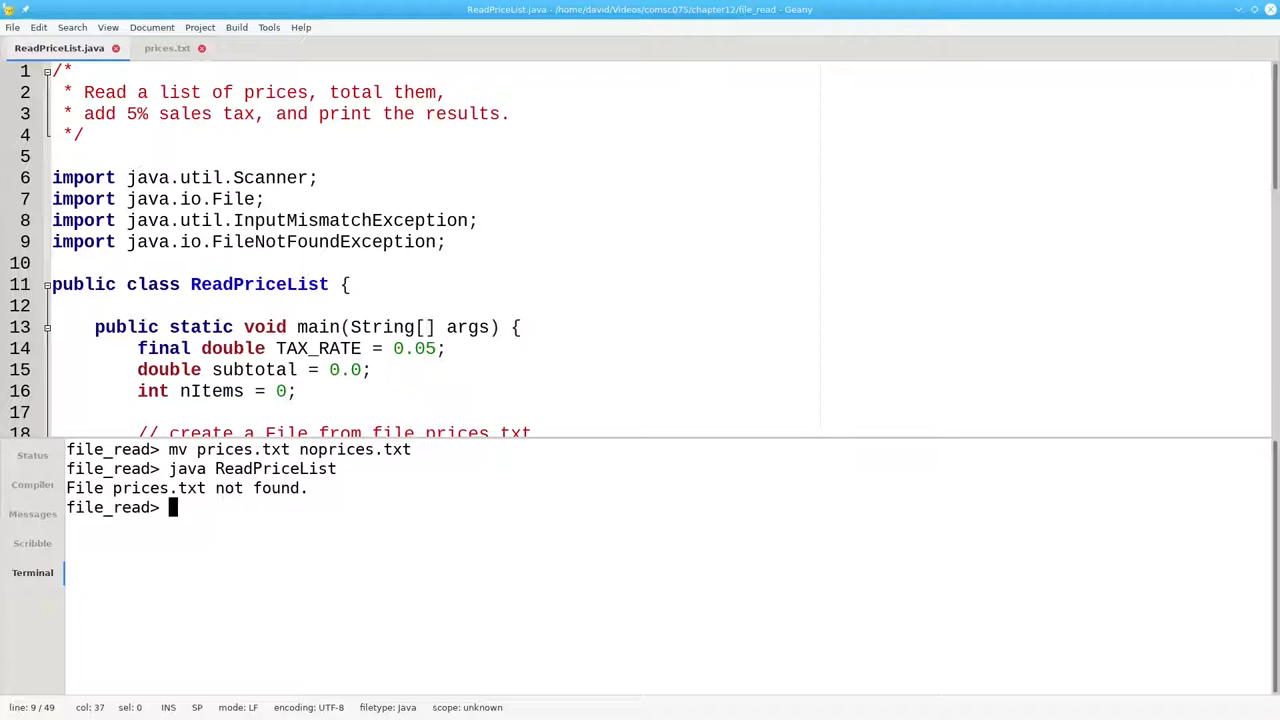 ReadPriceList.java - /home/david/Videos/comsc075/chapter12/file_read - Geany
File Edit Search View Document Project Build Tools Help
ReadPriceList.java prices.txt
1 /*
2  * Read a list of prices, total them,
3  * add 5% sales tax, and print the results.
4  */
5
6 import java.util.Scanner;
7 import java.io.File;
8 import java.util.InputMismatchException;
9 import java.io.FileNotFoundException;
10
11 public class ReadPriceList {
12
13     public static void main(String[] args) {
14         final double TAX_RATE = 0.05;
15         double subtotal = 0.0;
16         int nItems = 0;
17
18         // create a File from file prices.txt
Status
Compiler
Messages
Scribble
Terminal
file_read> mv prices.txt noprices.txt
file_read> java ReadPriceList
File prices.txt not found.
file_read>
line: 9 / 49 col: 37 sel: 0 INS SP mode: LF encoding: UTF-8 filetype: Java scope: unknown